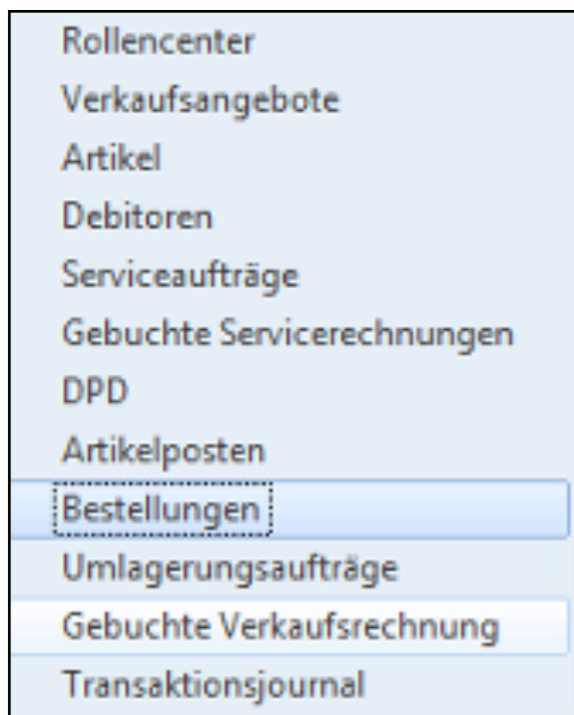 Rollencenter
Verkaufsangebote
Artikel
Debitoren
Serviceaufträge
Gebuchte Servicerechnungen
DPD
Artikelposten
Bestellungen
Umlagerungsaufträge
Gebuchte Verkaufsrechnung
Transaktionsjournal